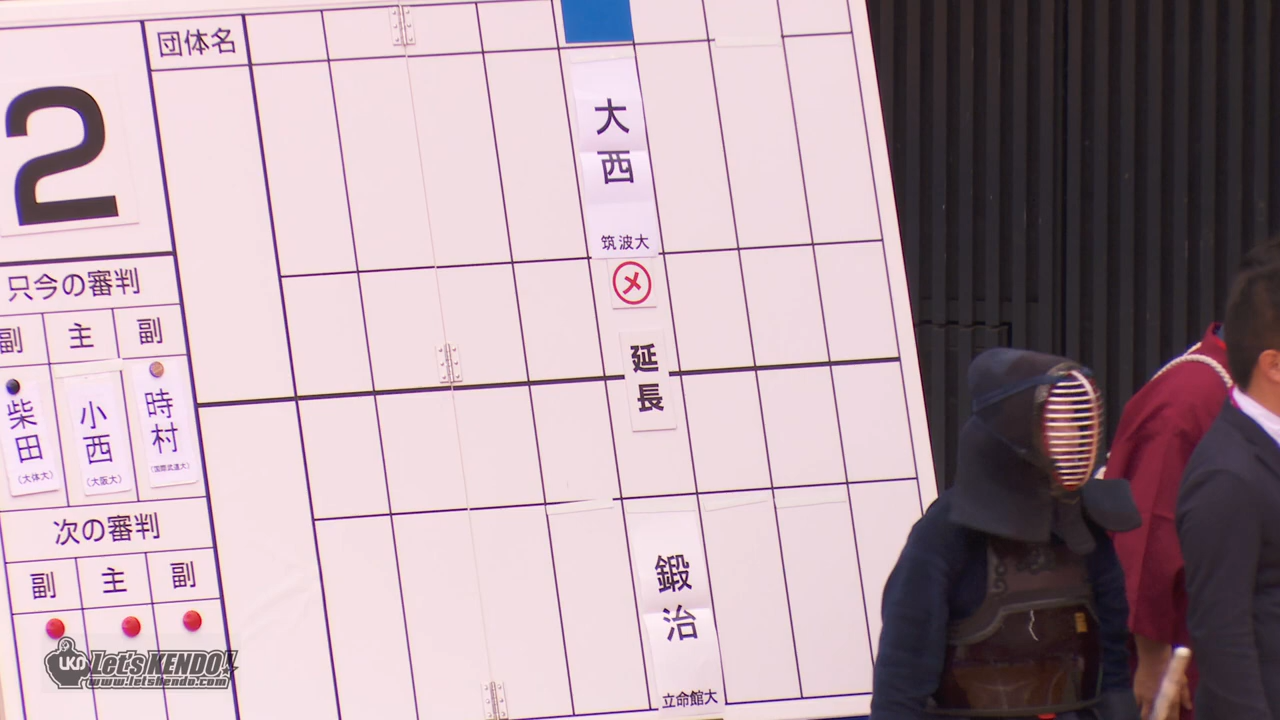 団体名
2
大西
筑波大
メ
延長
只今の審判
副 主 副
柴田
(大体大)
小西
(大阪大)
時村
(国際武道大)
次の審判
副 主 副
鍛治
立命館大
LKD Let's KENDO!
www.letskendo.com